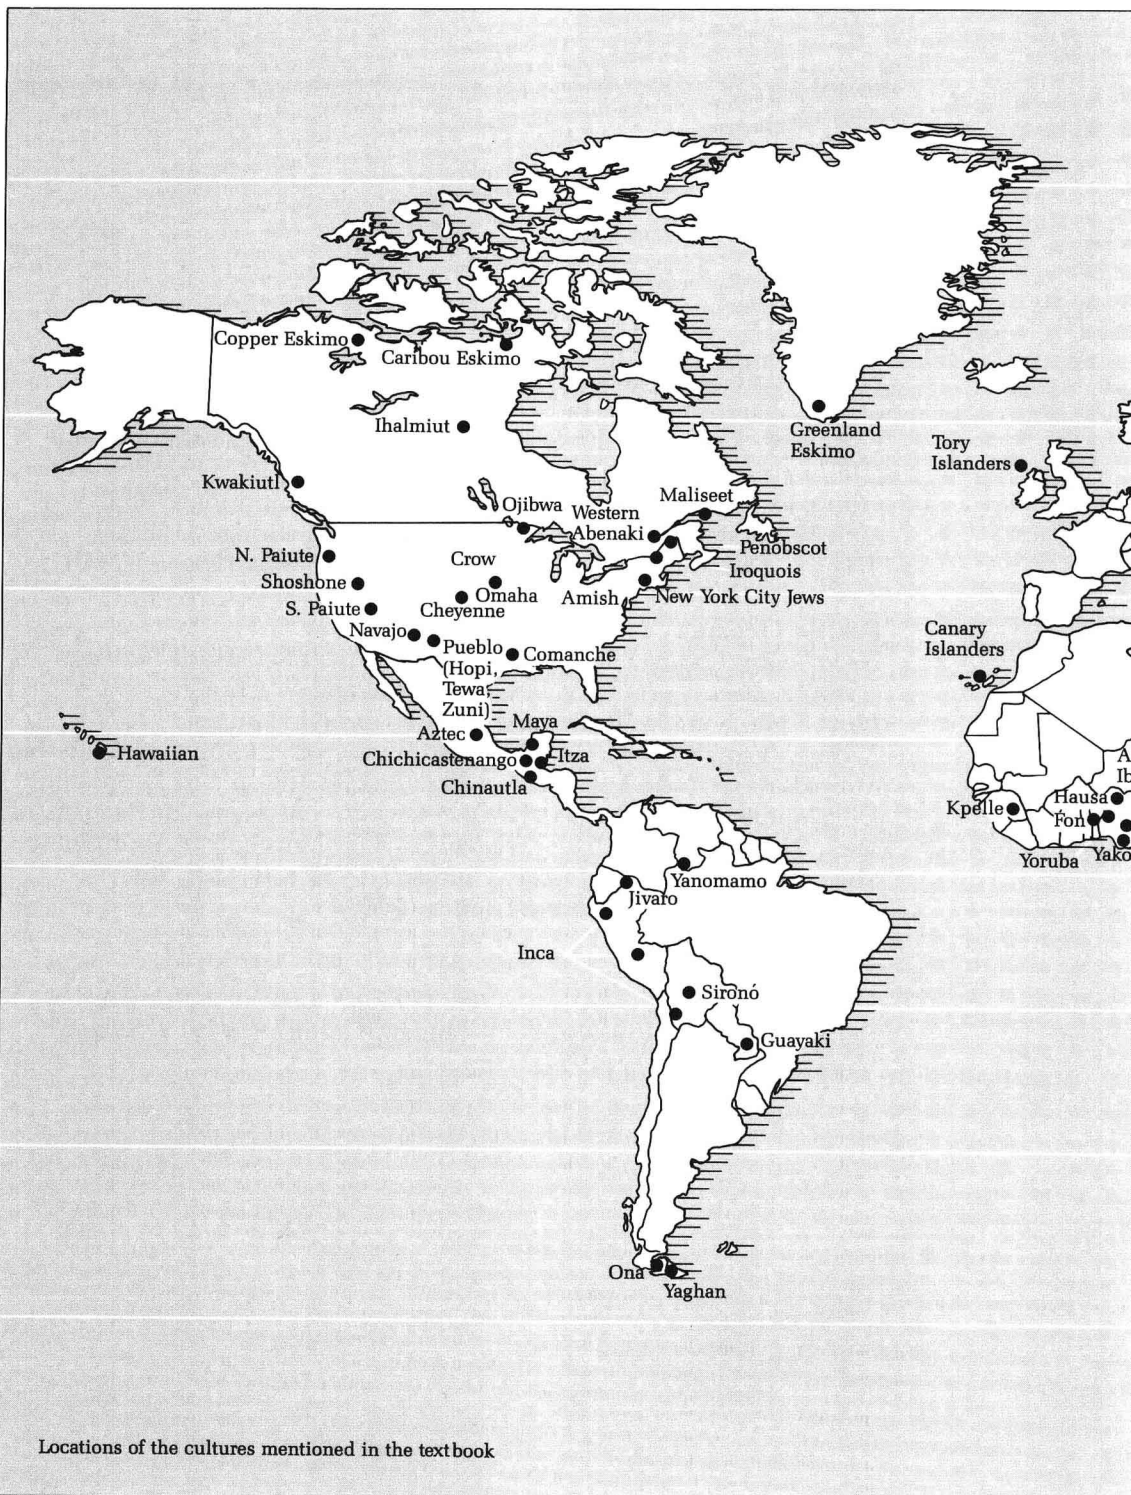 Copper Eskimo
Caribou Eskimo
Ihalmiut
Greenland
Eskimo
Tory
Islanders
Kwakiutl
Maliseet
Ojibwa
Western
Abenaki
Penobscot
N. Paiute
Crow
Iroquois
Shoshone
Omaha
Amish
New York City Jews
S. Paiute
Cheyenne
Navajo
Pueblo
(Hopi,
Tewa,
Zuni)
Comanche
Canary
Islanders
Maya
Aztec
Hawaiian
Chichicastenango
Itza
Chinautla
A
Ib
Hausa
Kpelle
Fon
Yoruba
Yako
Yanomamo
Jivaro
Inca
Sironó
Guayaki
Ona
Yaghan
Locations of the cultures mentioned in the textbook